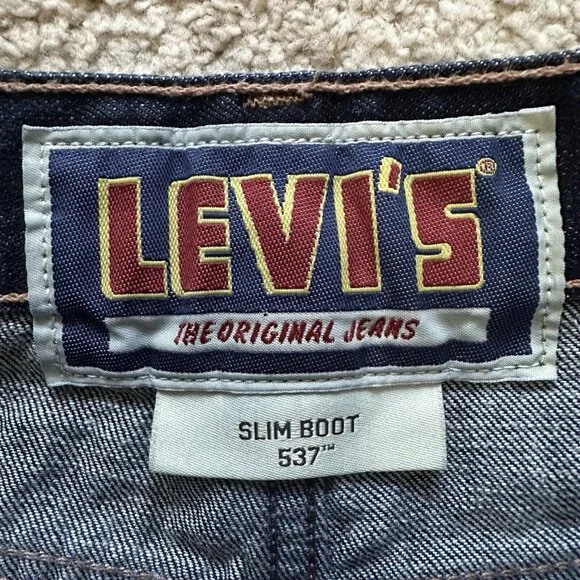 LEVI'S®
THE ORIGINAL JEANS
SLIM BOOT
537™